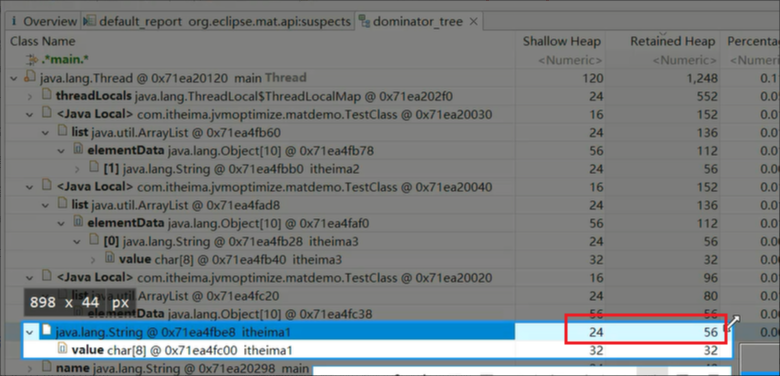 i Overview default_report org.eclipse.mat.api:suspects dominator_tree
Class Name Shallow Heap Retained Heap Percenta
.*main.* <Numeric> <Numeric> <Nume
java.lang.Thread @ 0x71ea20120 main Thread 120 1,248 0.1
threadLocals java.lang.ThreadLocal$ThreadLocalMap @ 0x71ea202f0 24 552 0.0
<Java Local> com.itheima.jvmoptimize.matdemo.TestClass @ 0x71ea20030 16 152 0.0
list java.util.ArrayList @ 0x71ea4fb60 24 136 0.0
elementData java.lang.Object[10] @ 0x71ea4fb78 56 112 0.0
[1] java.lang.String @ 0x71ea4fbb0 itheima2 24 56 0.0
<Java Local> com.itheima.jvmoptimize.matdemo.TestClass @ 0x71ea20040 16 152 0.0
list java.util.ArrayList @ 0x71ea4fad8 24 136 0.0
elementData java.lang.Object[10] @ 0x71ea4faf0 56 112 0.0
[0] java.lang.String @ 0x71ea4fb28 itheima3 24 56 0.0
value char[8] @ 0x71ea4fb40 itheima3 32 32 0.0
<Java Local> com.itheima.jvmoptimize.matdemo.TestClass @ 0x71ea20020 16 96 0.0
list java.util.ArrayList @ 0x71ea4fc20 24 80 0.0
898 x 44 px
elementData java.lang.Object[10] @ 0x71ea4fc38 56 56 0.0
java.lang.String @ 0x71ea4fbe8 itheima1 24 56 0.0
value char[8] @ 0x71ea4fc00 itheima1 32 32
name java.lang.String @ 0x71ea20298 main